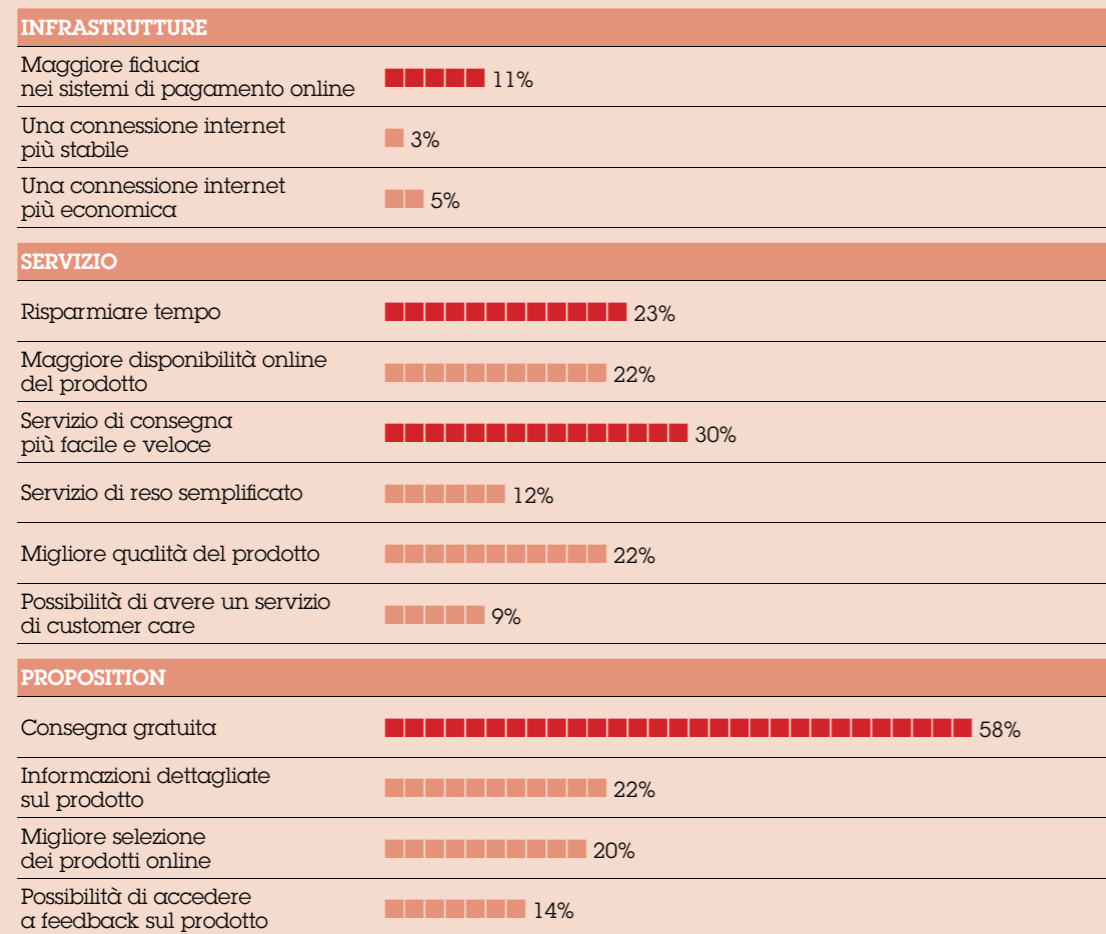 INFRASTRUTTURE
Maggiore fiducia
nei sistemi di pagamento online
11%
Una connessione internet
più stabile
3%
Una connessione internet
più economica
5%
SERVIZIO
Risparmiare tempo
23%
Maggiore disponibilità online
del prodotto
22%
Servizio di consegna
più facile e veloce
30%
Servizio di reso semplificato
12%
Migliore qualità del prodotto
22%
Possibilità di avere un servizio
di customer care
9%
PROPOSITION
Consegna gratuita
58%
Informazioni dettagliate
sul prodotto
22%
Migliore selezione
dei prodotti online
20%
Possibilità di accedere
a feedback sul prodotto
14%